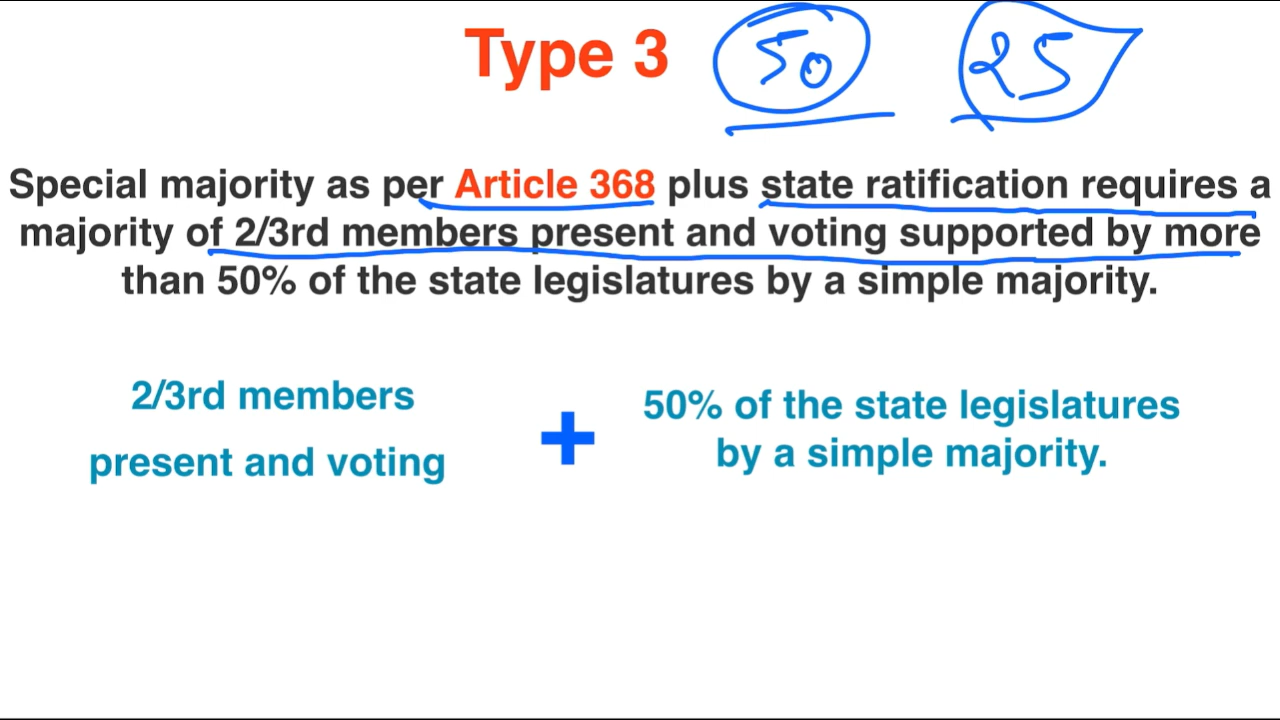 Type 3 50 25
Special majority as per Article 368 plus state ratification requires a
majority of 2/3rd members present and voting supported by more
than 50% of the state legislatures by a simple majority.
2/3rd members
present and voting
+
50% of the state legislatures
by a simple majority.